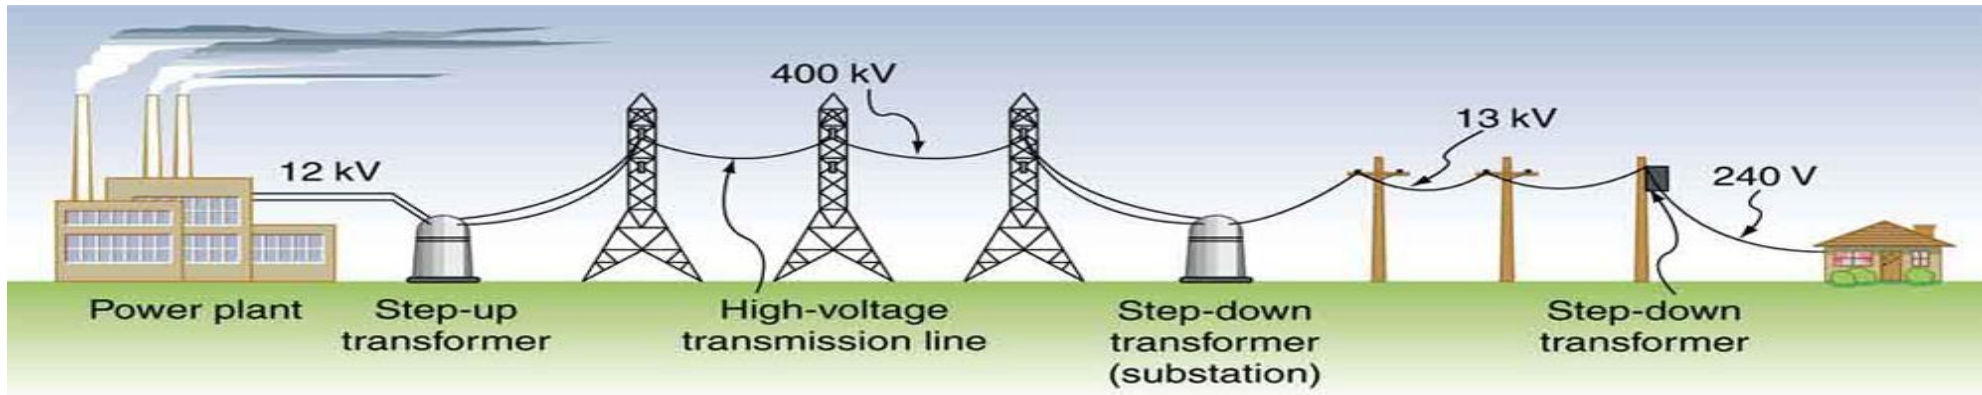 400 kV
13 kV
12 kV
240 V
Power plant
Step-up
transformer
High-voltage
transmission line
Step-down
transformer
(substation)
Step-down
transformer